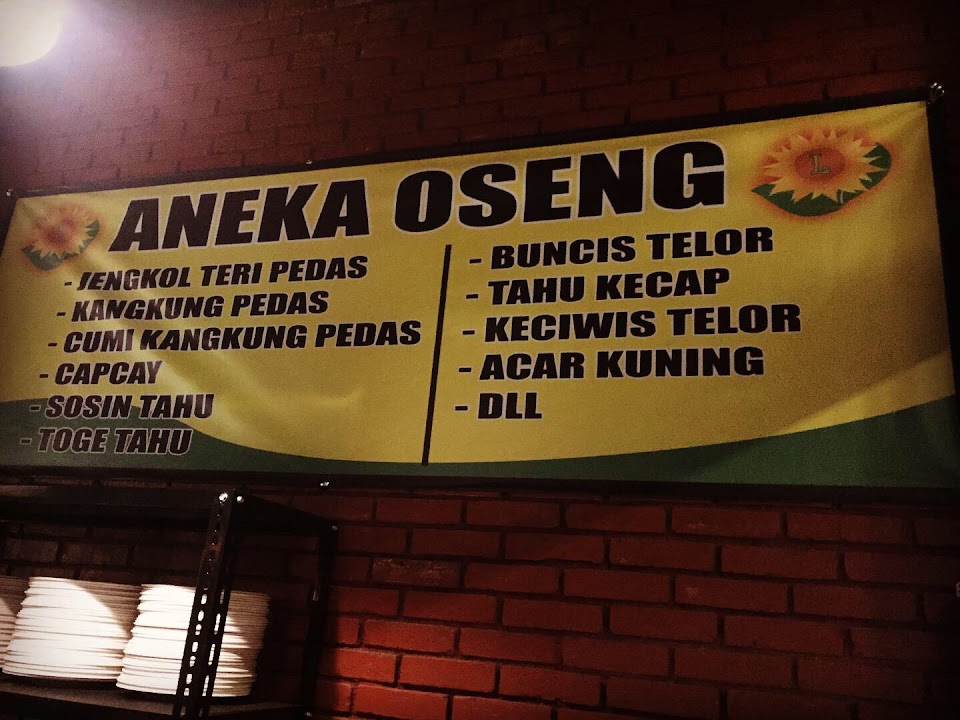 ANEKA OSENG
- JENGKOL TERI PEDAS
- KANGKUNG PEDAS
- CUMI KANGKUNG PEDAS
- CAPCAY
- SOSIN TAHU
- TOGE TAHU
- BUNCIS TELOR
- TAHU KECAP
- KECIWIS TELOR
- ACAR KUNING
- DLL
L